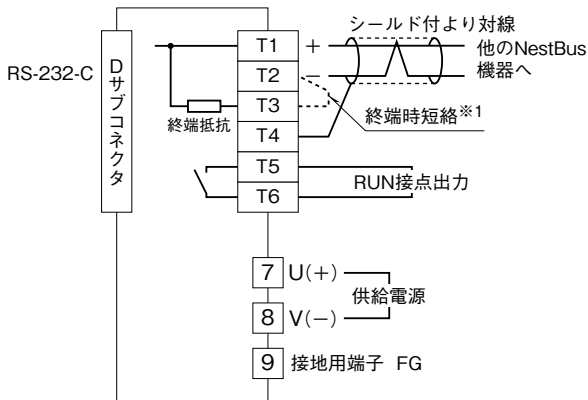 シールド付より対線
RS-232-C
Dサブコネクタ
T1
+
他のNestBus
機器へ
T2
−
T3
終端抵抗
終端時短絡※1
T4
T5
RUN接点出力
T6
7 U(+)
供給電源
8 V(−)
9 接地用端子 FG